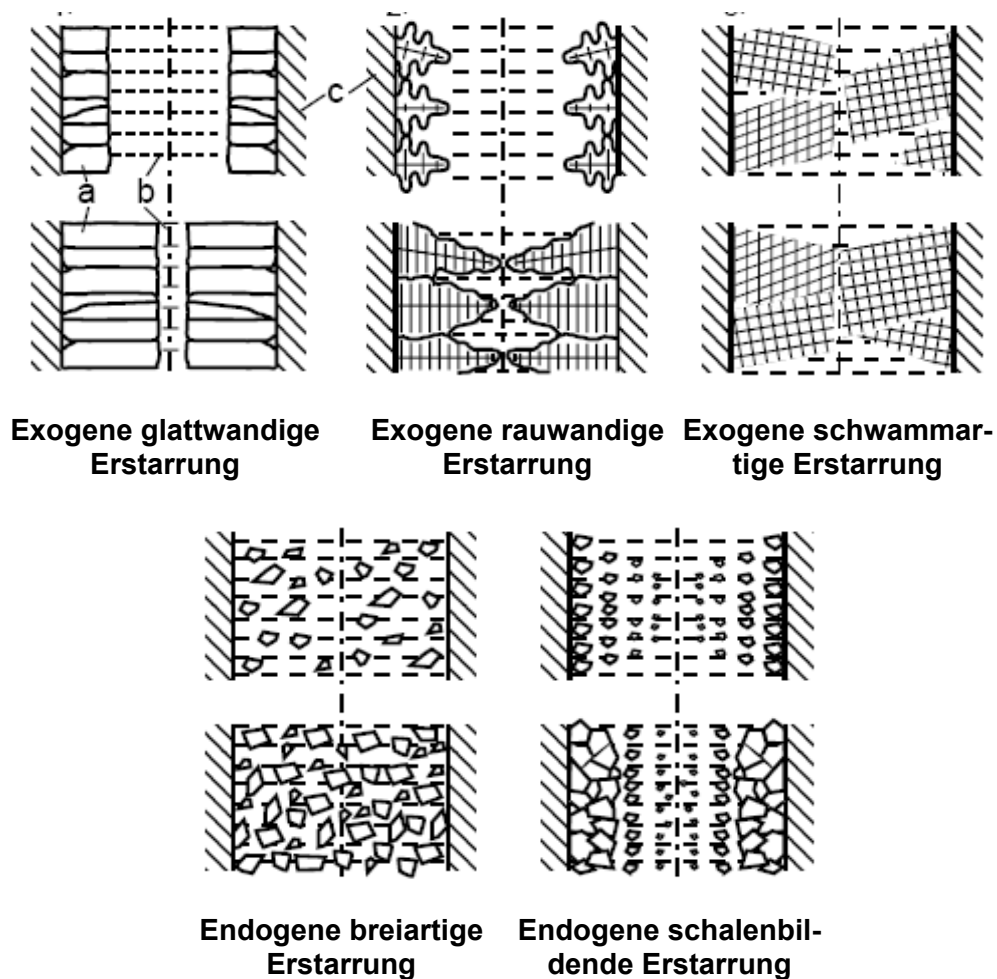 c
a
b
Exogene glattwandige
Erstarrung
Exogene rauwandige
Erstarrung
Exogene schwammar-
tige Erstarrung
Endogene breiartige
Erstarrung
Endogene schalenbil-
dende Erstarrung